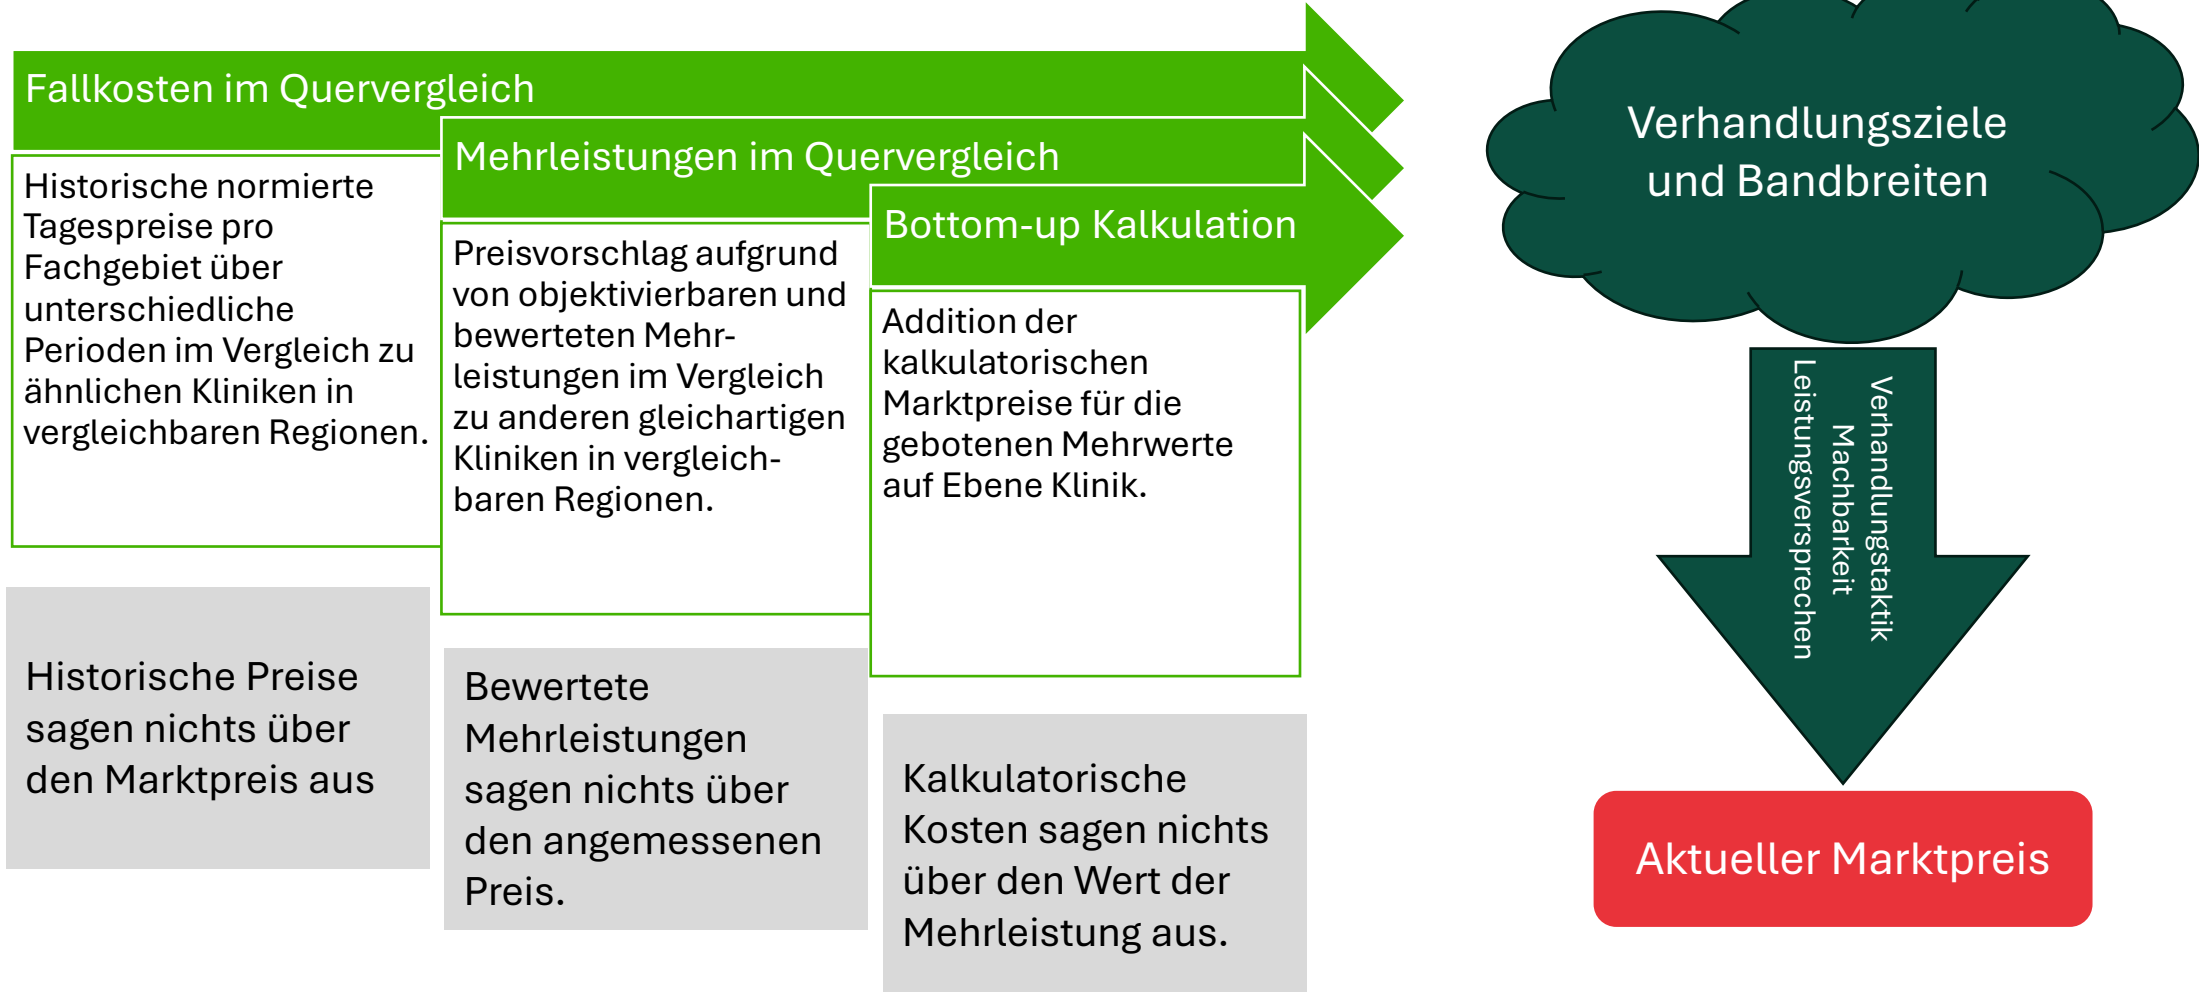 Fallkosten im Quervergleich
Historische normierte
Tagespreise pro
Fachgebiet über
unterschiedliche
Perioden im Vergleich zu
ähnlichen Kliniken in
vergleichbaren Regionen.
Historische Preise
sagen nichts über
den Marktpreis aus
Mehrleistungen im Quervergleich
Preisvorschlag aufgrund
von objektivierbaren und
bewerteten Mehr-
leistungen im Vergleich
zu anderen gleichartigen
Kliniken in vergleich-
baren Regionen.
Bewertete
Mehrleistungen
sagen nichts über
den angemessenen
Preis.
Bottom-up Kalkulation
Addition der
kalkulatorischen
Marktpreise für die
gebotenen Mehrwerte
auf Ebene Klinik.
Kalkulatorische
Kosten sagen nichts
über den Wert der
Mehrleistung aus.
Verhandlungsziele
und Bandbreiten
Verhandlungstaktik
Machbarkeit
Leistungsversprechen
Aktueller Marktpreis